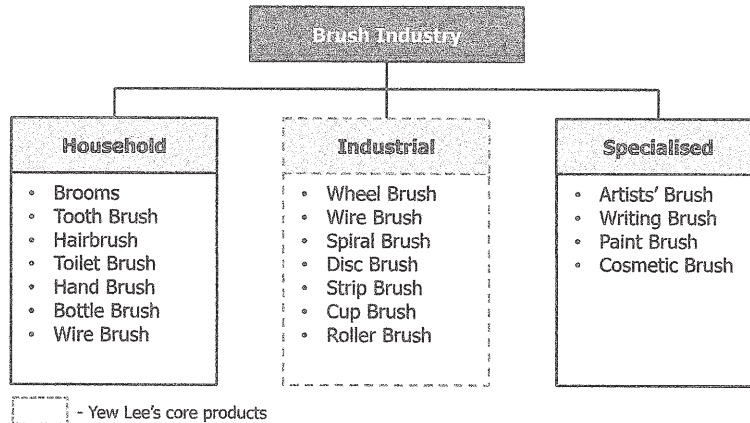 Brush Industry
Household
• Brooms
• Tooth Brush
• Hairbrush
• Toilet Brush
• Hand Brush
• Bottle Brush
• Wire Brush
Industrial
• Wheel Brush
• Wire Brush
• Spiral Brush
• Disc Brush
• Strip Brush
• Cup Brush
• Roller Brush
Specialised
• Artists' Brush
• Writing Brush
• Paint Brush
• Cosmetic Brush
- Yew Lee's core products